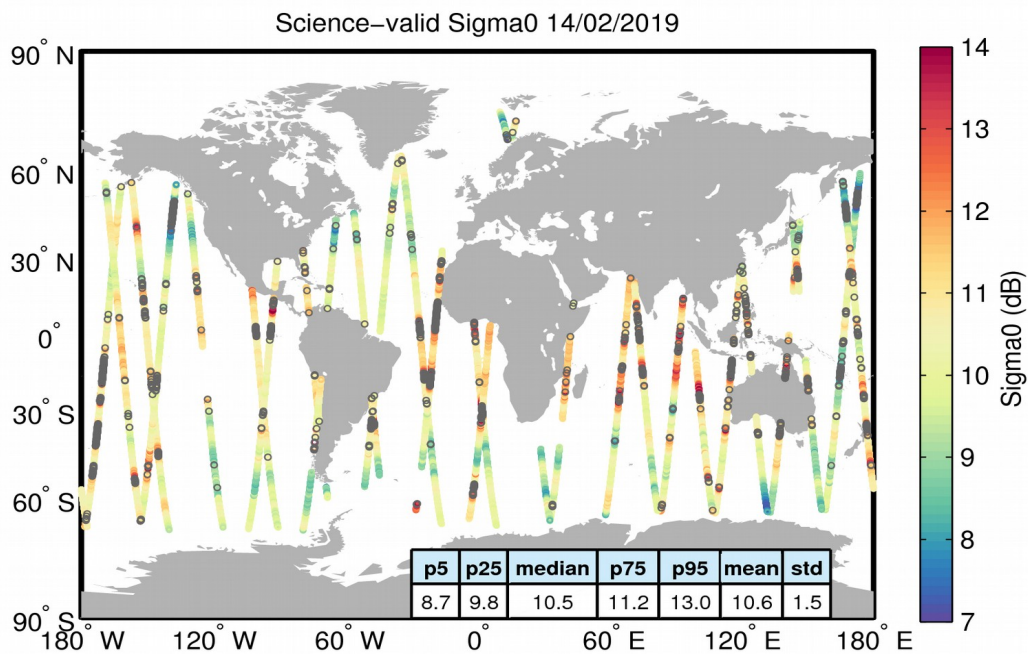 Science−valid Sigma0 14/02/2019
90° N
60° N
30° N
0°
30° S
60° S
90° S
180° W
120° W
60° W
0°
60° E
120° E
180° E
14
13
12
11
10
9
8
7
Sigma0 (dB)
p5 p25 median p75 p95 mean std
8.7 9.8 10.5 11.2 13.0 10.6 1.5